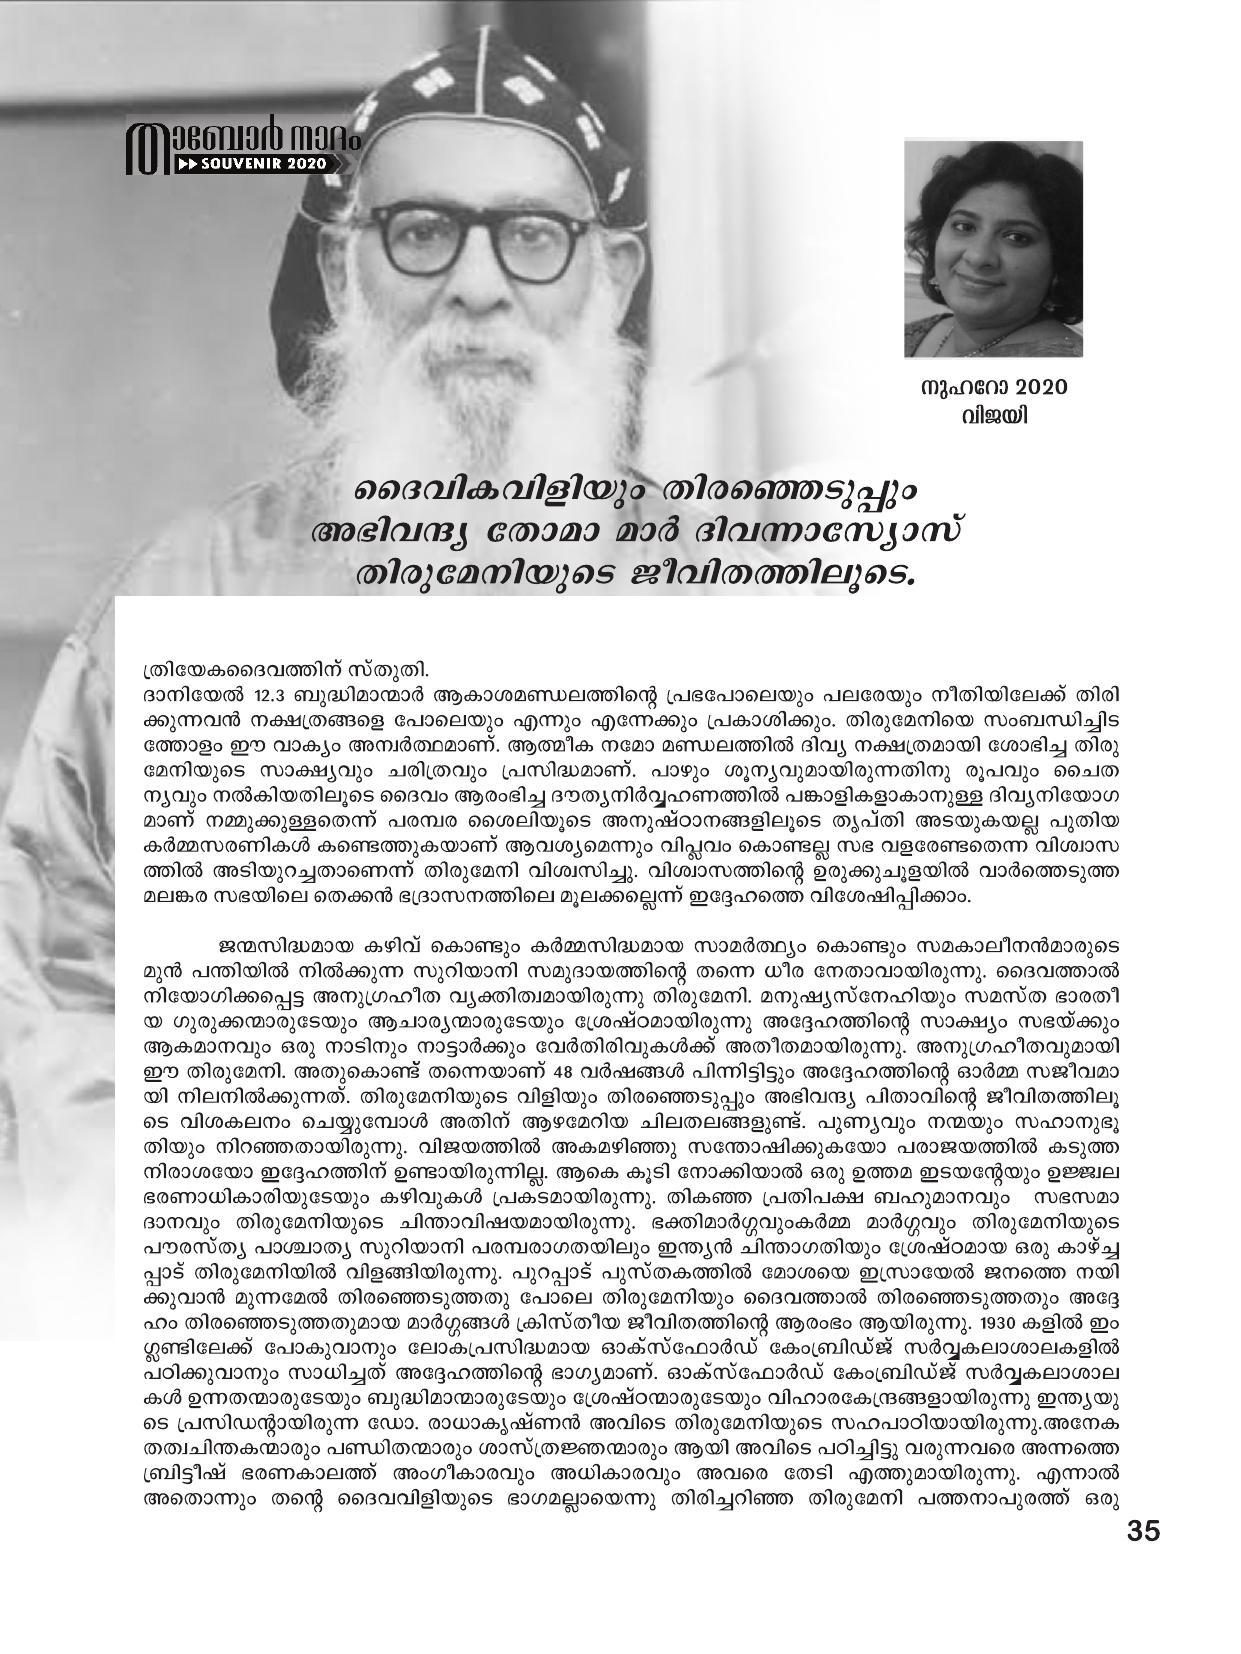 താബോർ നാദം
SOUVENIR 2020
നുഹറോ 2020
വിജയി
ദൈവികവിളിയും തിരഞ്ഞെടുപ്പും
അഭിവന്ദ്യ തോമാ മാർ ദിവന്നാസ്യോസ്
തിരുമേനിയുടെ ജീവിതത്തിലൂടെ.
ത്രിയേകദൈവത്തിന് സ്തുതി.
ദാനിയേൽ 12.3 ബുദ്ധിമാന്മാർ ആകാശമണ്ഡലത്തിന്റെ പ്രഭപോലെയും പലരേയും നീതിയിലേക്ക് തിരി
ക്കുന്നവൻ നക്ഷത്രങ്ങളെ പോലെയും എന്നും എന്നേക്കും പ്രകാശിക്കും. തിരുമേനിയെ സംബന്ധിച്ചിട
ത്തോളം ഈ വാക്യം അമ്പർത്ഥമാണ്. ആത്മീക നമോ മണ്ഡലത്തിൽ ദിവ്യ നക്ഷത്രമായി ശോഭിച്ച തിരു
മേനിയുടെ സാക്ഷ്യവും ചരിത്രവും പ്രസിദ്ധമാണ്. പാഴും ശൂന്യവുമായിരുന്നതിനു രൂപവും ചൈത
ന്യവും നൽകിയതിലൂടെ ദൈവം ആരംഭിച്ച ദൗത്യനിർവ്വഹണത്തിൽ പങ്കാളികളാകാനുള്ള ദിവ്യനിയോഗ
മാണ് നമ്മുക്കുള്ളതെന്ന് പരമ്പര ശൈലിയൂടെ അനുഷ്ഠാനങ്ങളിലൂടെ തൃപ്തി അടയുകയല്ല പുതിയ
കർമ്മസരണികൾ കണ്ടെത്തുകയാണ് ആവശ്യമെന്നും വിപ്ലവം കൊണ്ടല്ല സഭ വളരേണ്ടതെന്ന വിശ്വാസ
ത്തിൽ അടിയുറച്ചതാണെന്ന് തിരുമേനി വിശ്വസിച്ചു. വിശ്വാസത്തിന്റെ ഉരുക്കുചൂളയിൽ വാർത്തെടുത്ത
മലങ്കര സഭയിലെ തെക്കൻ ഭദ്രാസനത്തിലെ മൂലക്കല്ലെന്ന് ഇദ്ദേഹത്തെ വിശേഷിപ്പിക്കാം.
ജന്മസിദ്ധമായ കഴിവ് കൊണ്ടും കർമ്മസിദ്ധമായ സാമർത്ഥ്യം കൊണ്ടും സമകാലീനൻമാരുടെ
മുൻ പന്തിയിൽ നിൽക്കുന്ന സുറിയാനി സമുദായത്തിന്റെ തന്നെ ധീര നേതാവായിരുന്നു. ദൈവത്താൽ
നിയോഗിക്കപ്പെട്ട അനുഗ്രഹീത വ്യക്തിത്വമായിരുന്നു തിരുമേനി. മനുഷ്യസ്നേഹിയും സമസ്ത ഭാരതീ
യ ഗുരുക്കന്മാരുടേയും ആചാര്യന്മാരുടേയും ശ്രേഷ്ഠമായിരുന്നു അദ്ദേഹത്തിന്റെ സാക്ഷ്യം സഭയ്ക്കും
ആകമാനവും ഒരു നാടിനും നാട്ടാർക്കും വേർതിരിവുകൾക്ക് അതീതമായിരുന്നു. അനുഗ്രഹീതവുമായി
ഈ തിരുമേനി. അതുകൊണ്ട് തന്നെയാണ് 48 വർഷങ്ങൾ പിന്നിട്ടിട്ടും അദ്ദേഹത്തിന്റെ ഓർമ്മ സജീവമാ
യി നിലനിൽക്കുന്നത്. തിരുമേനിയുടെ വിളിയും തിരഞ്ഞെടുപ്പും അഭിവന്ദ്യ പിതാവിന്റെ ജീവിതത്തിലൂ
ടെ വിശകലനം ചെയ്യുമ്പോൾ അതിന് ആഴമേറിയ ചിലതലങ്ങളുണ്ട്. പുണ്യവും നന്മയും സഹാനുഭൂ
തിയും നിറഞ്ഞതായിരുന്നു. വിജയത്തിൽ അകമഴിഞ്ഞു സന്തോഷിക്കുകയോ പരാജയത്തിൽ കടുത്ത
നിരാശയോ ഇദ്ദേഹത്തിന് ഉണ്ടായിരുന്നില്ല. ആകെ കൂടി നോക്കിയാൽ ഒരു ഉത്തമ ഇടയന്റേയും ഉജ്ജ്വല
ഭരണാധികാരിയുടേയും കഴിവുകൾ പ്രകടമായിരുന്നു. തികഞ്ഞ പ്രതിപക്ഷ ബഹുമാനവും സഭസമാ
ദാനവും തിരുമേനിയുടെ ചിന്താവിഷയമായിരുന്നു. ഭക്തിമാർഗ്ഗവുംകർമ്മ മാർഗ്ഗവും തിരുമേനിയുടെ
പൗരസ്ത്യ പാശ്ചാത്യ സുറിയാനി പരമ്പരാഗതയിലും ഇന്ത്യൻ ചിന്താഗതിയും ശ്രേഷ്ഠമായ ഒരു കാഴ്ച്ച
പ്പാട് തിരുമേനിയിൽ വിളങ്ങിയിരുന്നു. പുറപ്പാട് പുസ്തകത്തിൽ മോശയെ ഇസ്രായേൽ ജനത്തെ നയി
ക്കുവാൻ മുന്നമേൽ തിരഞ്ഞെടുത്തതു പോലെ തിരുമേനിയും ദൈവത്താൽ തിരഞ്ഞെടുത്തതും അദ്ദേ
ഹം തിരഞ്ഞെടുത്തതുമായ മാർഗ്ഗങ്ങൾ ക്രിസ്തീയ ജീവിതത്തിന്റെ ആരംഭം ആയിരുന്നു. 1930 കളിൽ ഇം
ഗ്ലണ്ടിലേക്ക് പോകുവാനും ലോകപ്രസിദ്ധമായ ഓക്സ്ഫോർഡ് കേംബ്രിഡ്ജ് സർവ്വകലാശാലകളിൽ
പഠിക്കുവാനും സാധിച്ചത് അദ്ദേഹത്തിന്റെ ഭാഗ്യമാണ്. ഓക്സ്ഫോർഡ് കേംബ്രിഡ്ജ് സർവ്വകലാശാല
കൾ ഉന്നതന്മാരുടേയും ബുദ്ധിമാന്മാരുടേയും ശ്രേഷ്ഠന്മാരുടേയും വിഹാരകേന്ദ്രങ്ങളായിരുന്നു ഇന്ത്യയു
ടെ പ്രസിഡന്റായിരുന്ന ഡോ. രാധാകൃഷ്ണൻ അവിടെ തിരുമേനിയുടെ സഹപാഠിയായിരുന്നു.അനേക
തത്വചിന്തകന്മാരും പണ്ഡിതന്മാരും ശാസ്ത്രജ്ഞന്മാരും ആയി അവിടെ പഠിച്ചിട്ടു വരുന്നവരെ അന്നത്തെ
ബ്രിട്ടീഷ് ഭരണകാലത്ത് അംഗീകാരവും അധികാരവും അവരെ തേടി എത്തുമായിരുന്നു. എന്നാൽ
അതൊന്നും തന്റെ ദൈവവിളിയുടെ ഭാഗമല്ലായെന്നു തിരിച്ചറിഞ്ഞ തിരുമേനി പത്തനാപുരത്ത് ഒരു
35